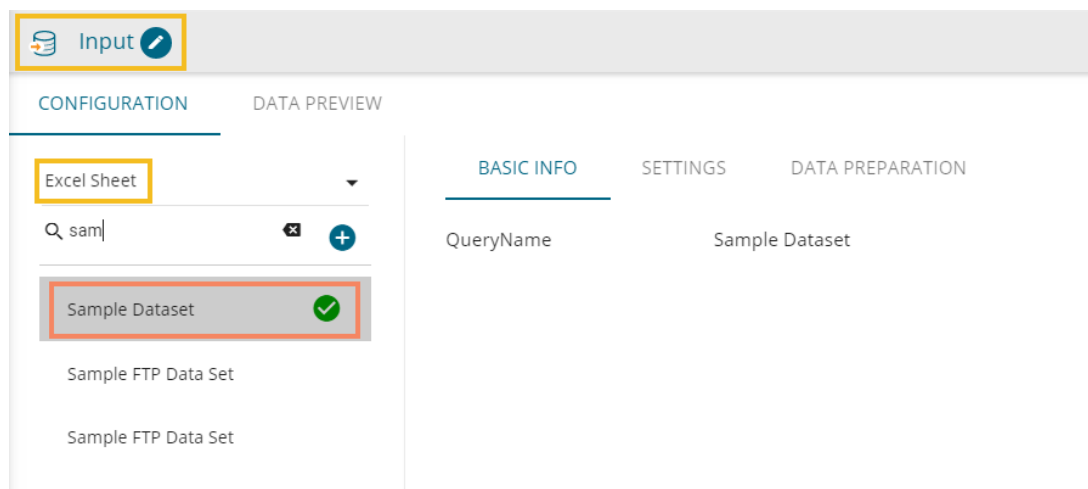 Input
CONFIGURATION DATA PREVIEW
Excel Sheet
sam
Sample Dataset
Sample FTP Data Set
Sample FTP Data Set
BASIC INFO SETTINGS DATA PREPARATION
QueryName Sample Dataset